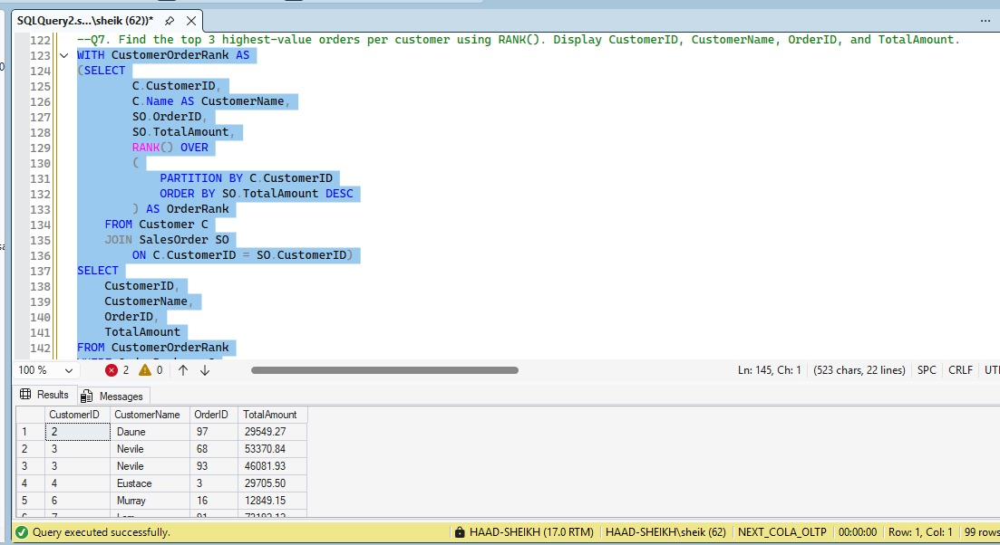 SQLQuery2.s...\sheik (62))*
122 --Q7. Find the top 3 highest-value orders per customer using RANK(). Display CustomerID, CustomerName, OrderID, and TotalAmount.
123 WITH CustomerOrderRank AS
124 (SELECT
125 C.CustomerID,
126 C.Name AS CustomerName,
127 SO.OrderID,
128 SO.TotalAmount,
129 RANK() OVER
130 (
131 PARTITION BY C.CustomerID
132 ORDER BY SO.TotalAmount DESC
133 ) AS OrderRank
134 FROM Customer C
135 JOIN SalesOrder SO
136 ON C.CustomerID = SO.CustomerID)
137 SELECT
138 CustomerID,
139 CustomerName,
140 OrderID,
141 TotalAmount
142 FROM CustomerOrderRank
100 % 2 0 Ln: 145, Ch: 1 (523 chars, 22 lines) SPC CRLF
Results Messages
CustomerID CustomerName OrderID TotalAmount
1 2 Daune 97 29549.27
2 3 Nevile 68 53370.84
3 3 Nevile 93 46081.93
4 4 Eustace 3 29705.50
5 6 Murray 16 12849.15
Query executed successfully. HAAD-SHEIKH (17.0 RTM) HAAD-SHEIKH\sheik (62) NEXT_COLA_OLTP 00:00:00 Row: 1, Col: 1 99 rows